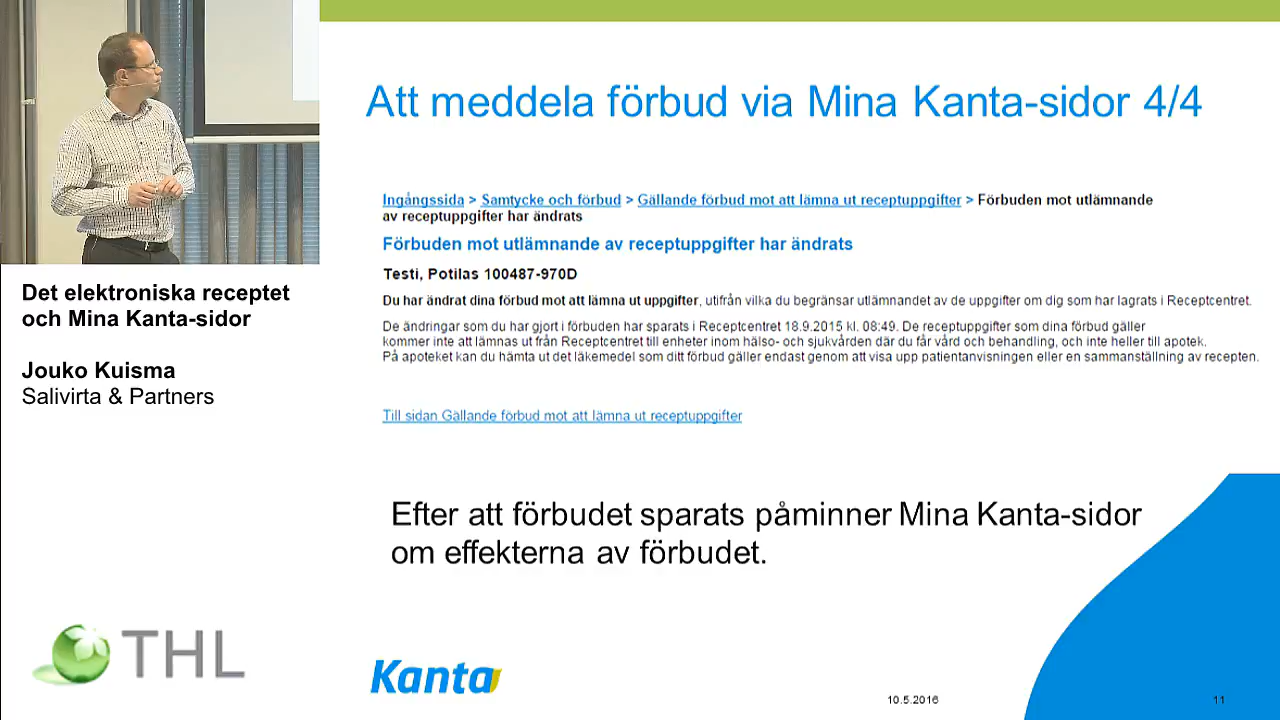 Att meddela förbud via Mina Kanta-sidor 4/4
Ingångssida > Samtycke och förbud > Gällande förbud mot att lämna ut receptuppgifter > Förbuden mot utlämnande
av receptuppgifter har ändrats
Förbuden mot utlämnande av receptuppgifter har ändrats
Testi, Potilas 100487-970D
Du har ändrat dina förbud mot att lämna ut uppgifter, utifrån vilka du begränsar utlämnandet av de uppgifter om dig som har lagrats i Receptcentret.
De ändringar som du har gjort i förbuden har sparats i Receptcentret 18.9.2015 kl. 08:49. De receptuppgifter som dina förbud gäller
kommer inte att lämnas ut från Receptcentret till enheter inom hälso- och sjukvården där du får vård och behandling, och inte heller till apotek.
På apoteket kan du hämta ut det läkemedel som ditt förbud gäller endast genom att visa upp patientanvisningen eller en sammanställning av recepten.
Till sidan Gällande förbud mot att lämna ut receptuppgifter
Efter att förbudet sparats påminner Mina Kanta-sidor
om effekterna av förbudet.
Det elektroniska receptet
och Mina Kanta-sidor
Jouko Kuisma
Salivirta & Partners
THL
Kanta
10.5.2016
11